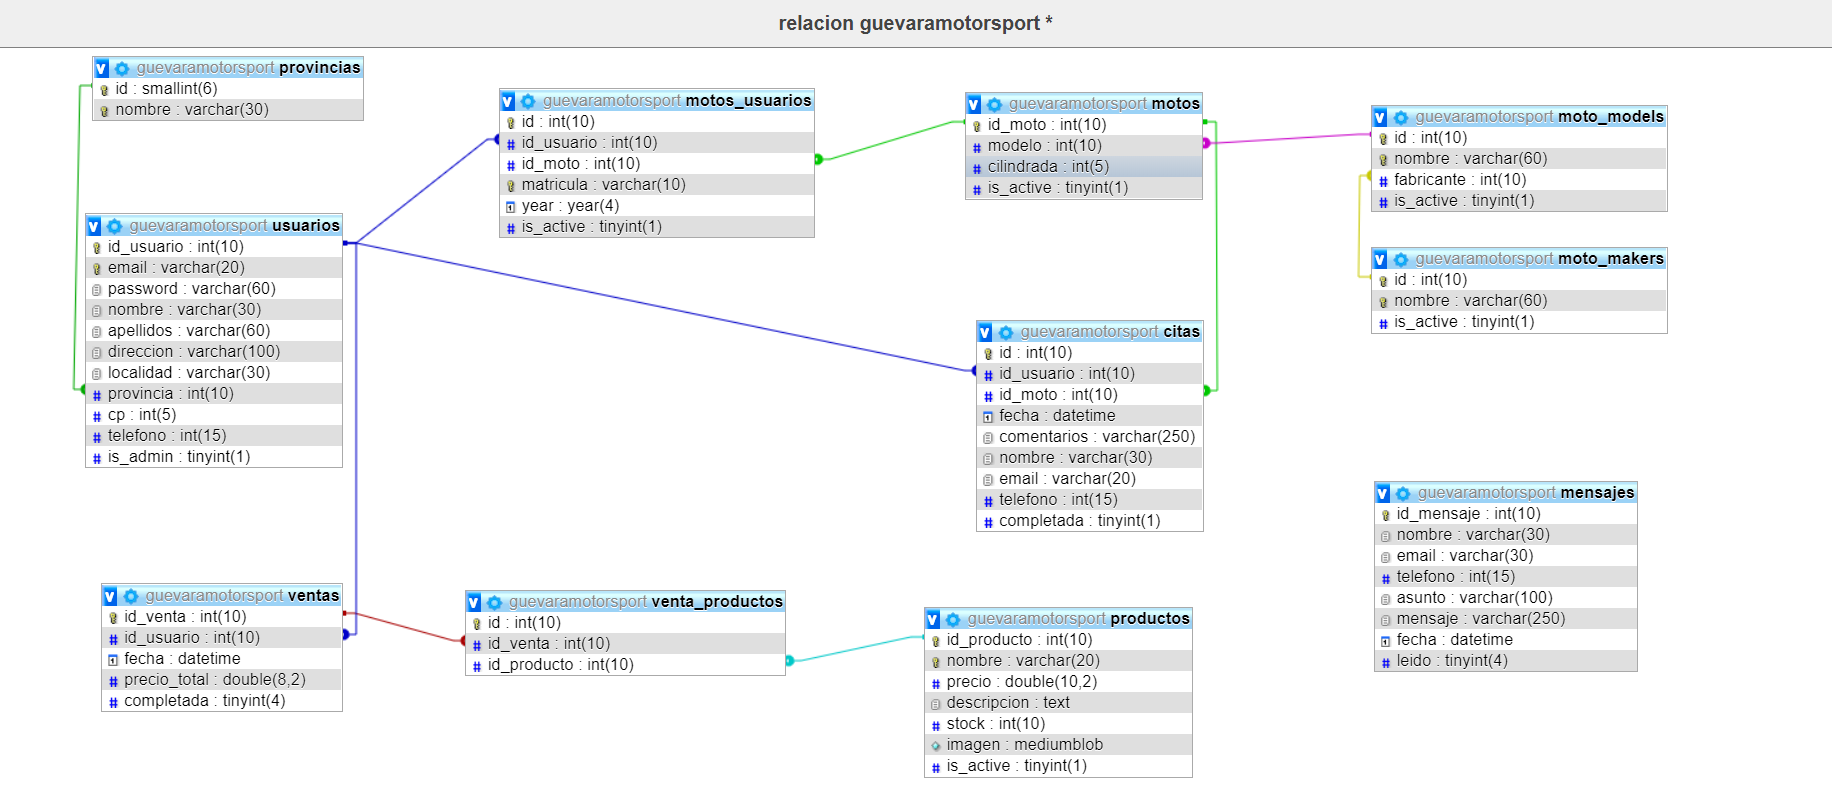 relacion guevaramotorsport *
guevaramotorsport provincias
id : smallint(6)
nombre : varchar(30)
guevaramotorsport usuarios
id_usuario : int(10)
email : varchar(20)
password : varchar(60)
nombre : varchar(30)
apellidos : varchar(60)
direccion : varchar(100)
localidad : varchar(30)
provincia : int(10)
cp : int(5)
telefono : int(15)
is_admin : tinyint(1)
guevaramotorsport ventas
id_venta : int(10)
id_usuario : int(10)
fecha : datetime
precio_total : double(8,2)
completada : tinyint(4)
guevaramotorsport motos_usuarios
id : int(10)
id_usuario : int(10)
id_moto : int(10)
matricula : varchar(10)
year : year(4)
is_active : tinyint(1)
guevaramotorsport venta_productos
id : int(10)
id_venta : int(10)
id_producto : int(10)
guevaramotorsport motos
id_moto : int(10)
modelo : int(10)
cilindrada : int(5)
is_active : tinyint(1)
guevaramotorsport citas
id : int(10)
id_usuario : int(10)
id_moto : int(10)
fecha : datetime
comentarios : varchar(250)
nombre : varchar(30)
email : varchar(20)
telefono : int(15)
completada : tinyint(1)
guevaramotorsport productos
id_producto : int(10)
nombre : varchar(20)
precio : double(10,2)
descripcion : text
stock : int(10)
imagen : mediumblob
is_active : tinyint(1)
guevaramotorsport moto_models
id : int(10)
nombre : varchar(60)
fabricante : int(10)
is_active : tinyint(1)
guevaramotorsport moto_makers
id : int(10)
nombre : varchar(60)
is_active : tinyint(1)
guevaramotorsport mensajes
id_mensaje : int(10)
nombre : varchar(30)
email : varchar(30)
telefono : int(15)
asunto : varchar(100)
mensaje : varchar(250)
fecha : datetime
leido : tinyint(4)